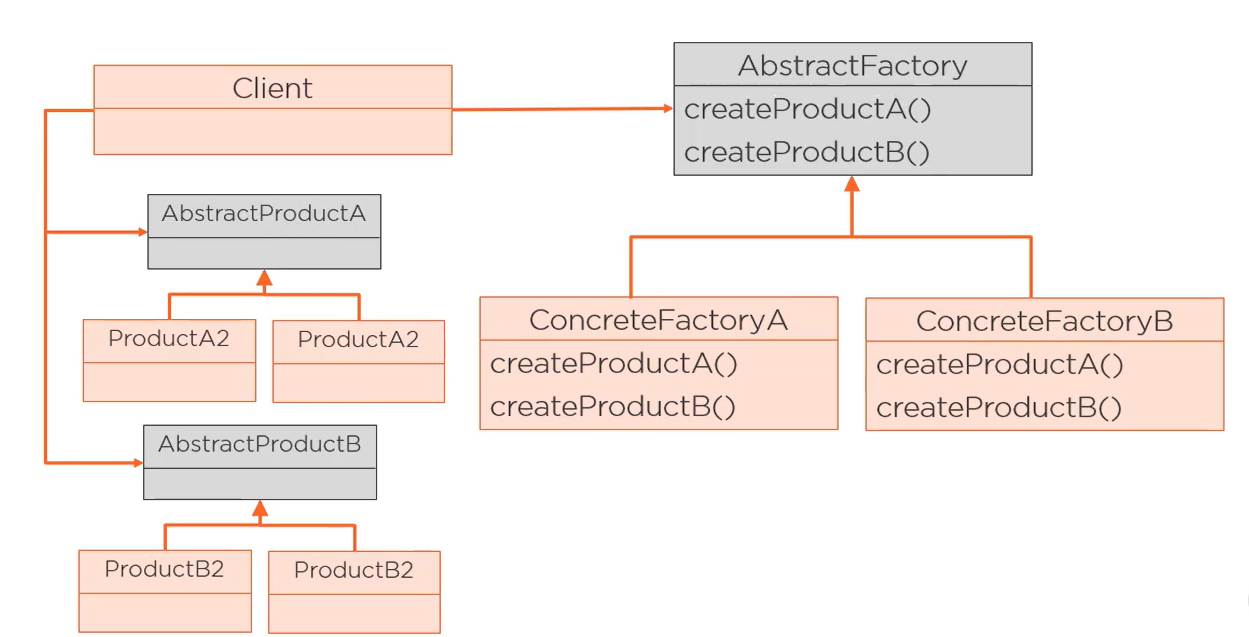 Client
AbstractFactory
createProductA()
createProductB()
AbstractProductA
ProductA2
ProductA2
ConcreteFactoryA
createProductA()
createProductB()
ConcreteFactoryB
createProductA()
createProductB()
AbstractProductB
ProductB2
ProductB2